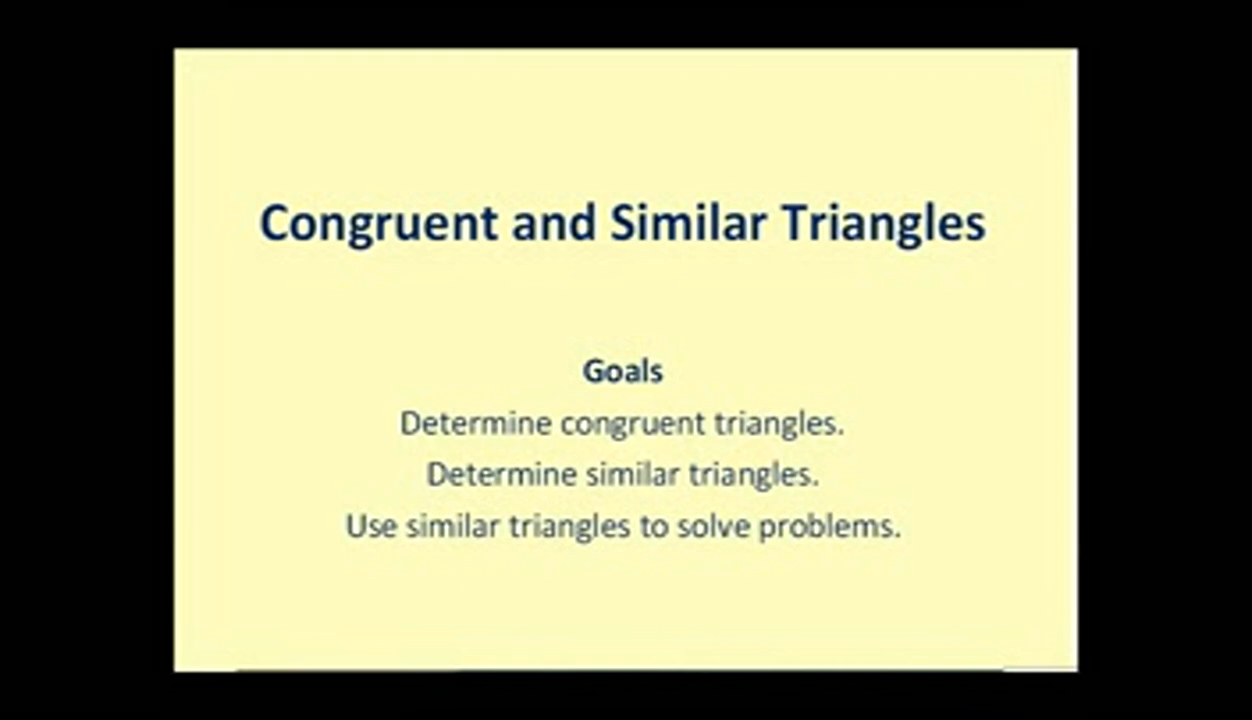 Congruent and Similar Triangles
Goals
Determine congruent triangles.
Determine similar triangles.
Use similar triangles to solve problems.